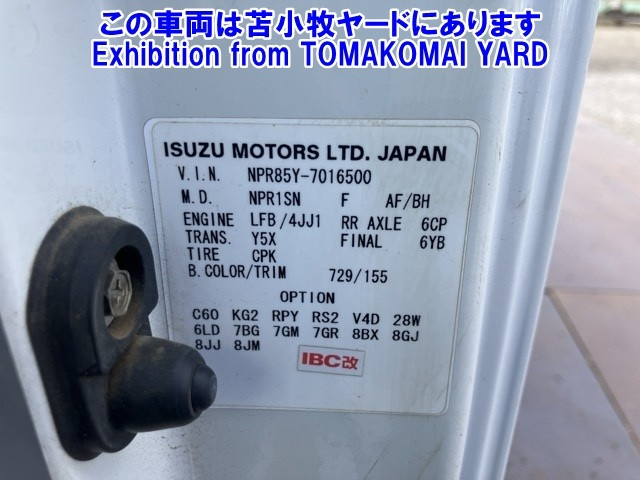 この車両は苫小牧ヤードにあります
Exhibition from TOMAKOMAI YARD
ISUZU MOTORS LTD. JAPAN
V.I.N. NPR85Y-7016500
M.D. NPR1SN F AF/BH
ENGINE LFB/4JJ1 RR AXLE 6CP
TRANS. Y5X FINAL 6YB
TIRE CPK
B.COLOR/TRIM 729/155
OPTION
C60 KG2 RPY RS2 V4D 28W
6LD 7BG 7GM 7GR 8BX 8GJ
8JJ 8JM
IBC改